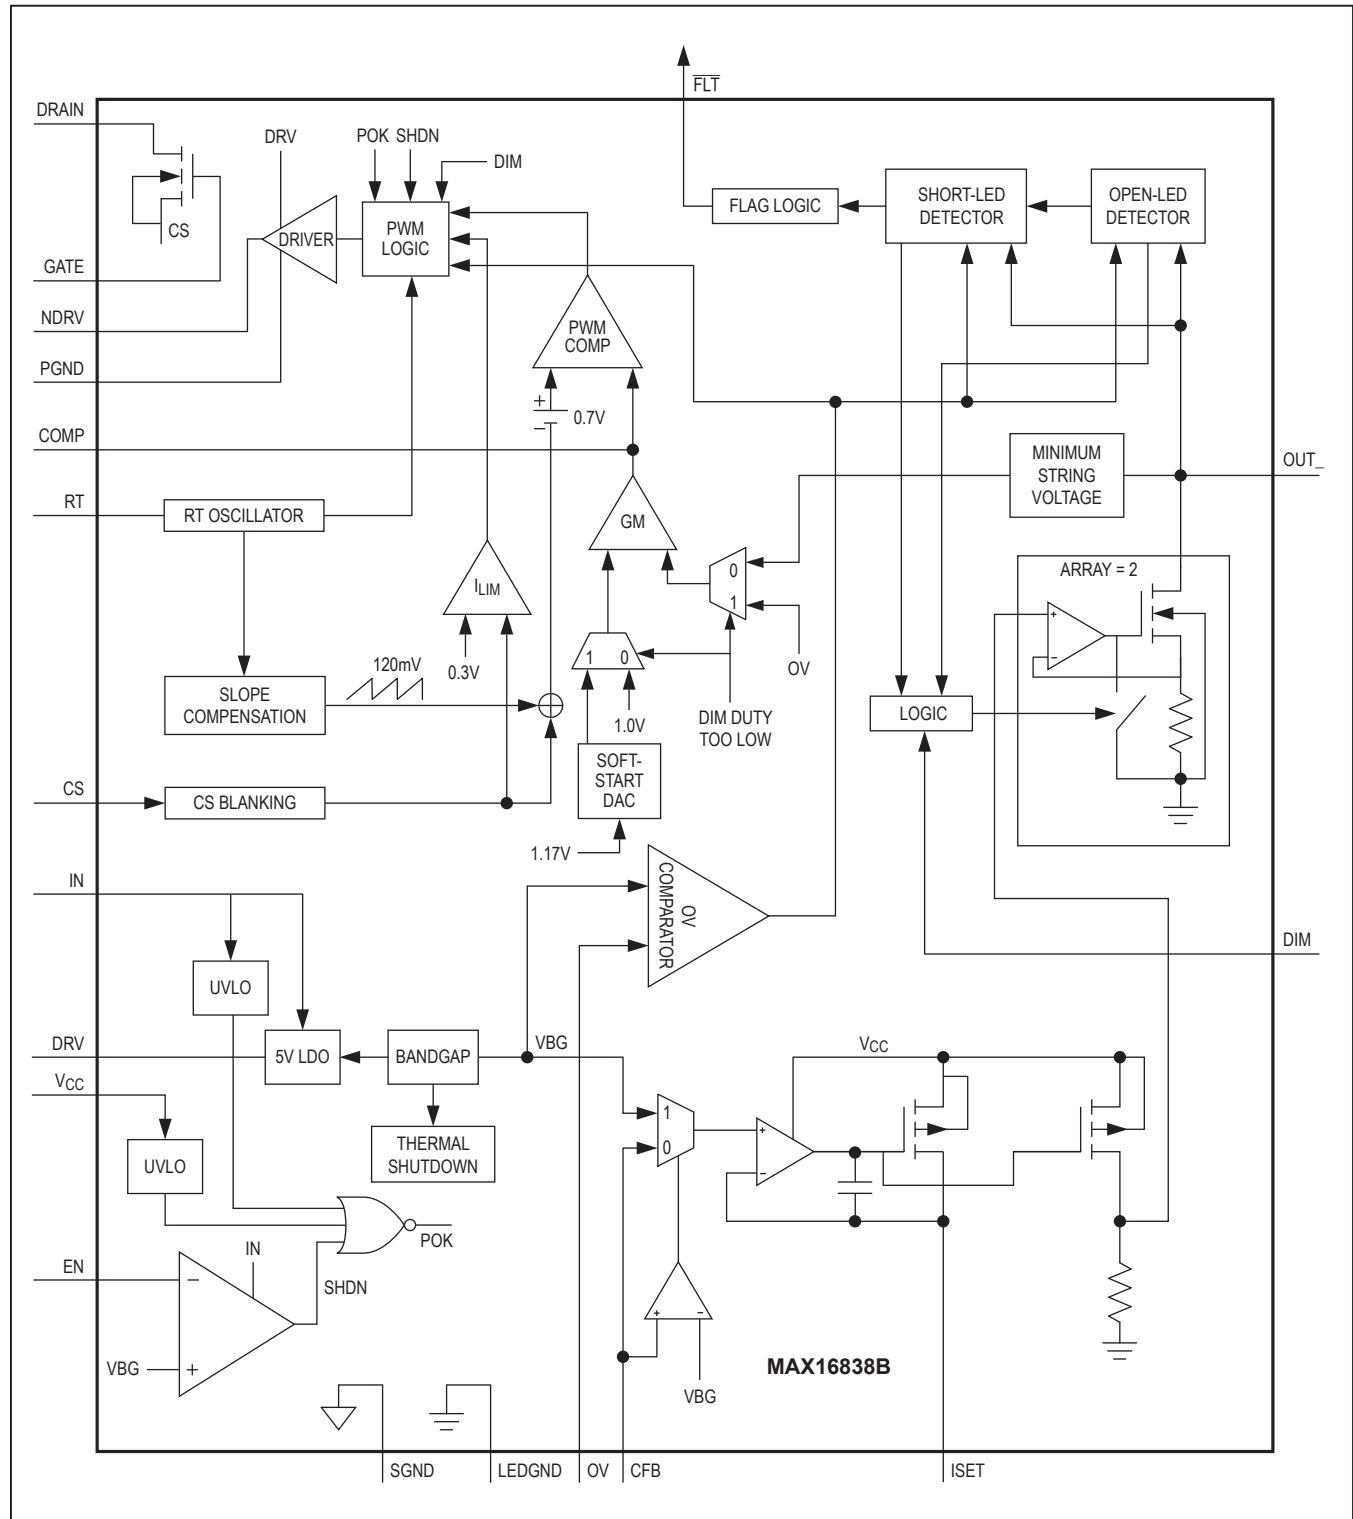 FLT
DRAIN
DRV
POK SHDN
DIM
CS
DRIVER
PWM
LOGIC
FLAG LOGIC
SHORT-LED
DETECTOR
OPEN-LED
DETECTOR
GATE
NDRV
PGND
PWM
COMP
+
–
0.7V
COMP
MINIMUM
STRING
VOLTAGE
OUT_
RT
RT OSCILLATOR
GM
0
1
ILIM
ARRAY = 2
+
–
1 0
0.3V
OV
120mV
SLOPE
COMPENSATION
1.0V
DIM DUTY
TOO LOW
LOGIC
SOFT-
START
DAC
CS
CS BLANKING
1.17V
OV
COMPARATOR
IN
UVLO
DIM
DRV
5V LDO
BANDGAP
VBG
VCC
VCC
1
0
+
–
THERMAL
SHUTDOWN
UVLO
POK
IN
EN
–
SHDN
VBG
+
+ –
VBG
MAX16838B
SGND
LEDGND
OV
CFB
ISET